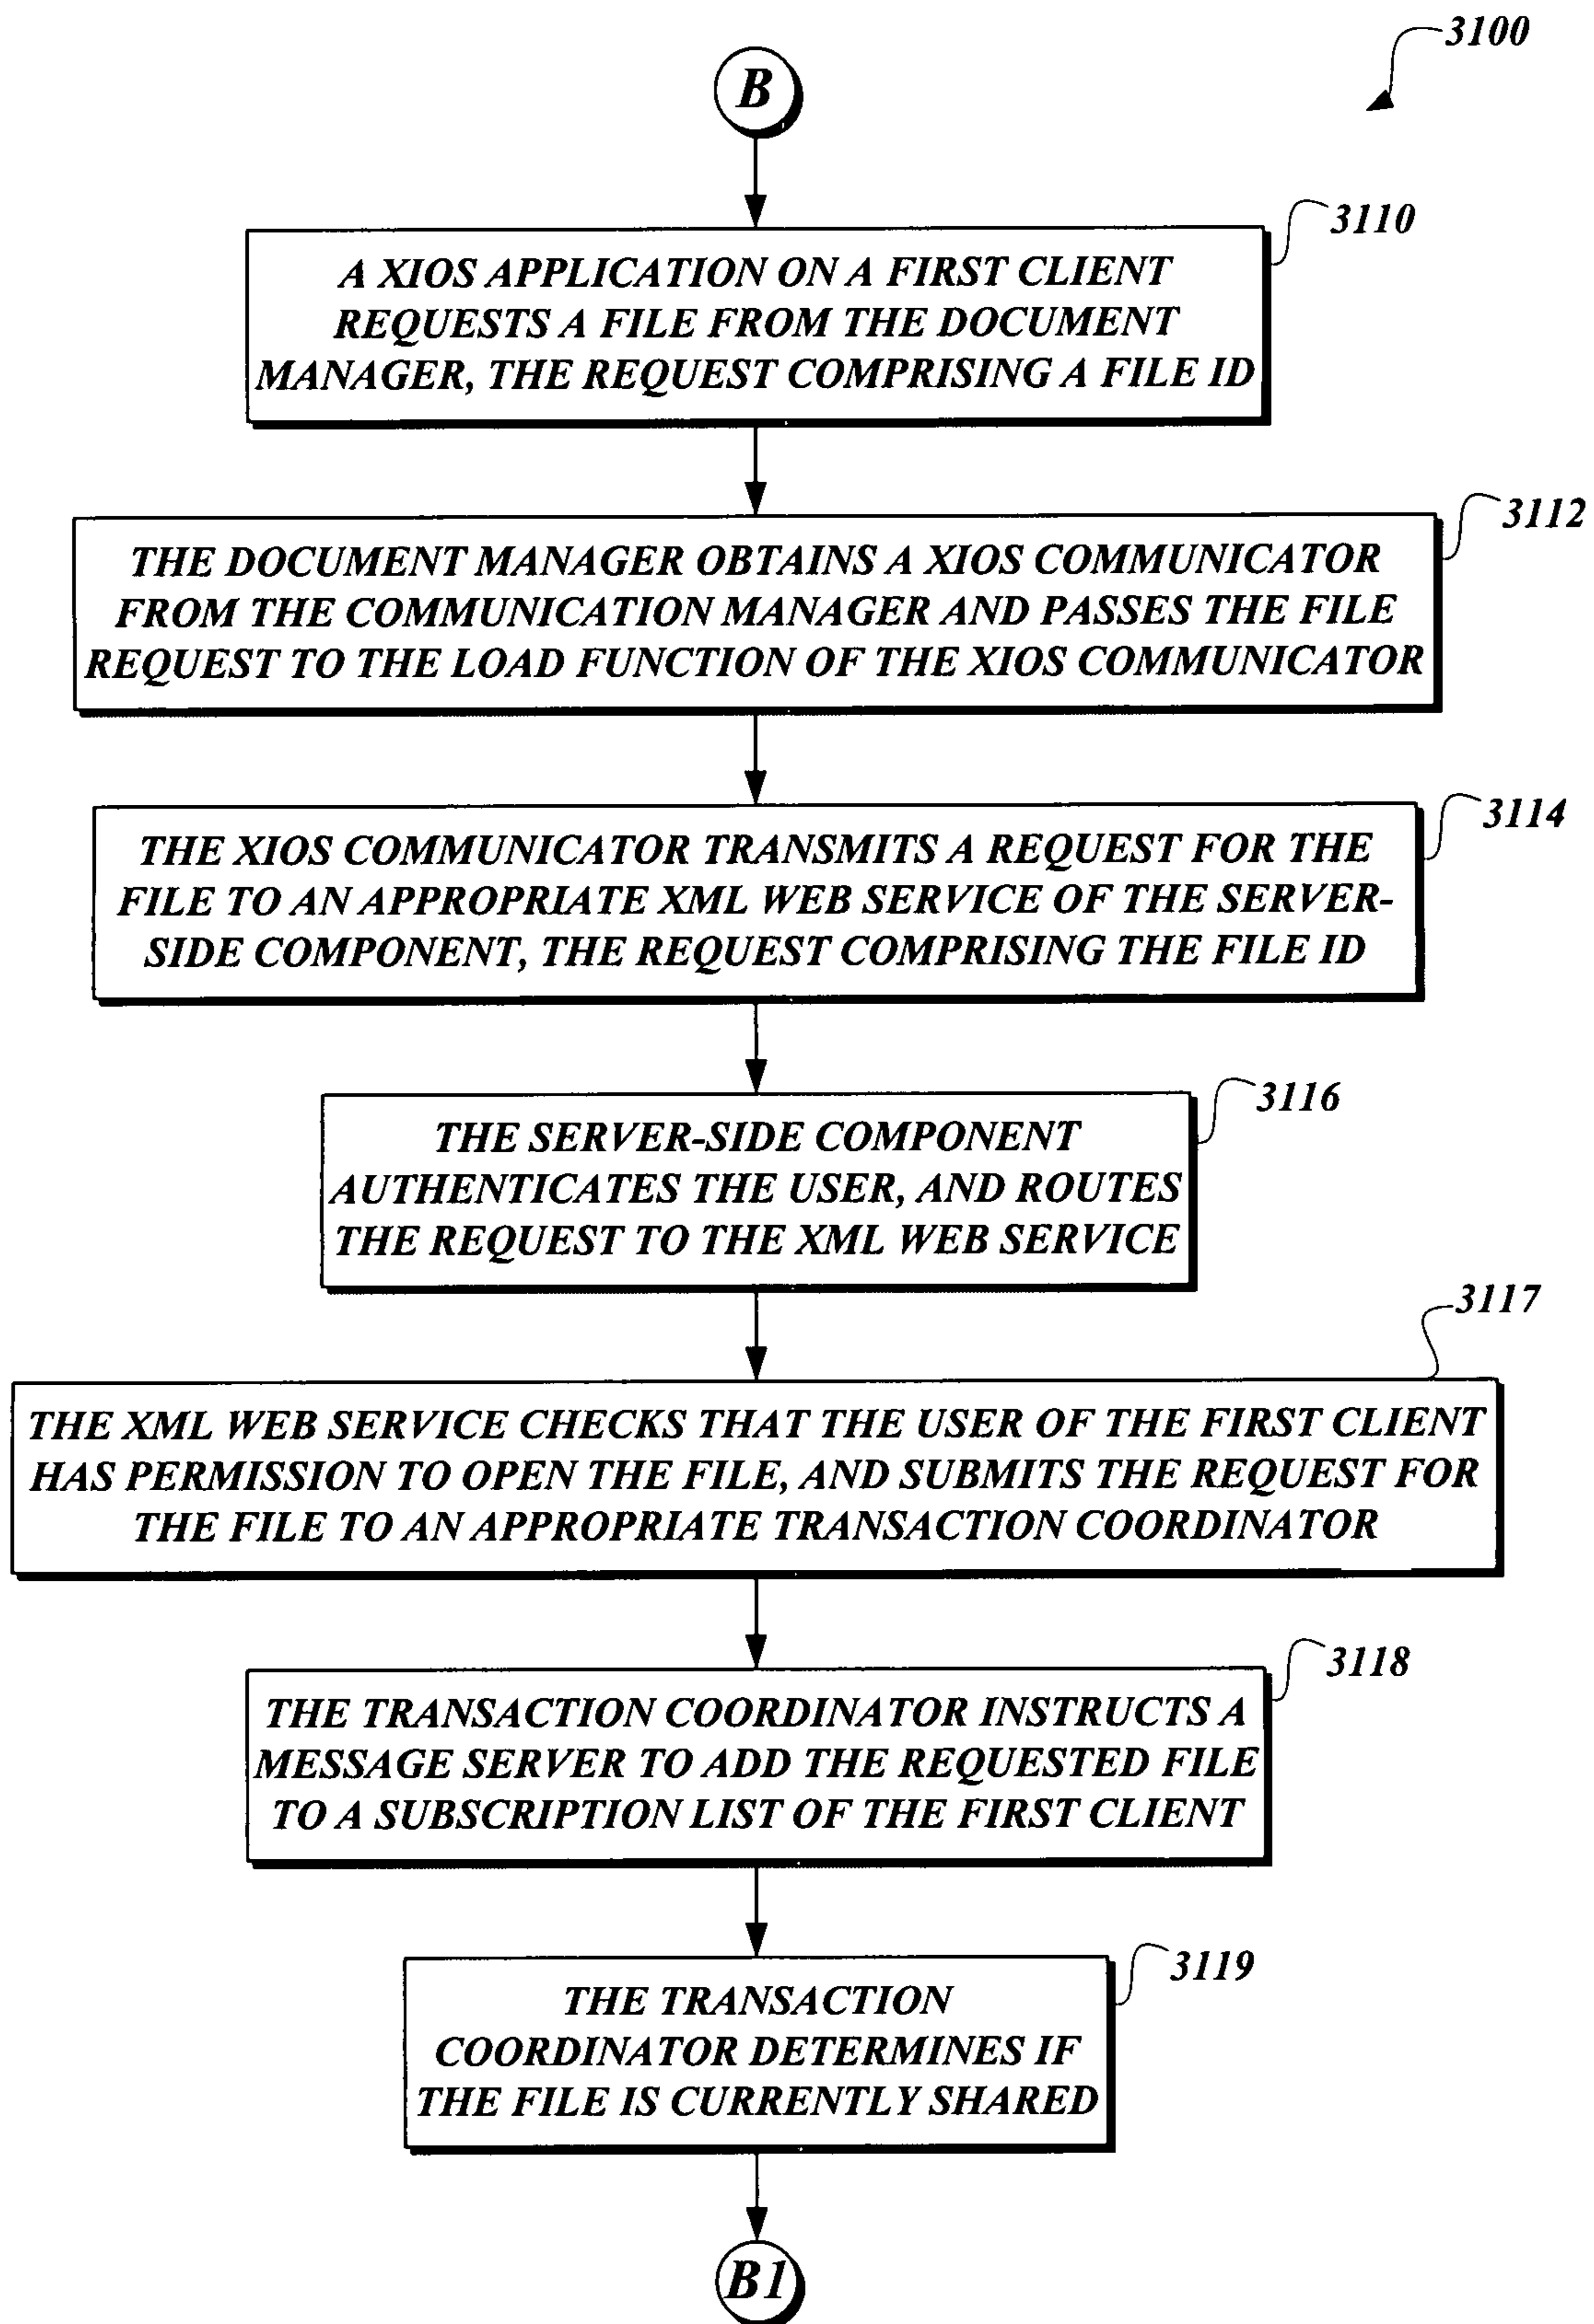 3100
B
3110
A XIOS APPLICATION ON A FIRST CLIENT
REQUESTS A FILE FROM THE DOCUMENT
MANAGER, THE REQUEST COMPRISING A FILE ID
3112
THE DOCUMENT MANAGER OBTAINS A XIOS COMMUNICATOR
FROM THE COMMUNICATION MANAGER AND PASSES THE FILE
REQUEST TO THE LOAD FUNCTION OF THE XIOS COMMUNICATOR
3114
THE XIOS COMMUNICATOR TRANSMITS A REQUEST FOR THE
FILE TO AN APPROPRIATE XML WEB SERVICE OF THE SERVER-
SIDE COMPONENT, THE REQUEST COMPRISING THE FILE ID
3116
THE SERVER-SIDE COMPONENT
AUTHENTICATES THE USER, AND ROUTES
THE REQUEST TO THE XML WEB SERVICE
3117
THE XML WEB SERVICE CHECKS THAT THE USER OF THE FIRST CLIENT
HAS PERMISSION TO OPEN THE FILE, AND SUBMITS THE REQUEST FOR
THE FILE TO AN APPROPRIATE TRANSACTION COORDINATOR
3118
THE TRANSACTION COORDINATOR INSTRUCTS A
MESSAGE SERVER TO ADD THE REQUESTED FILE
TO A SUBSCRIPTION LIST OF THE FIRST CLIENT
3119
THE TRANSACTION
COORDINATOR DETERMINES IF
THE FILE IS CURRENTLY SHARED
B1